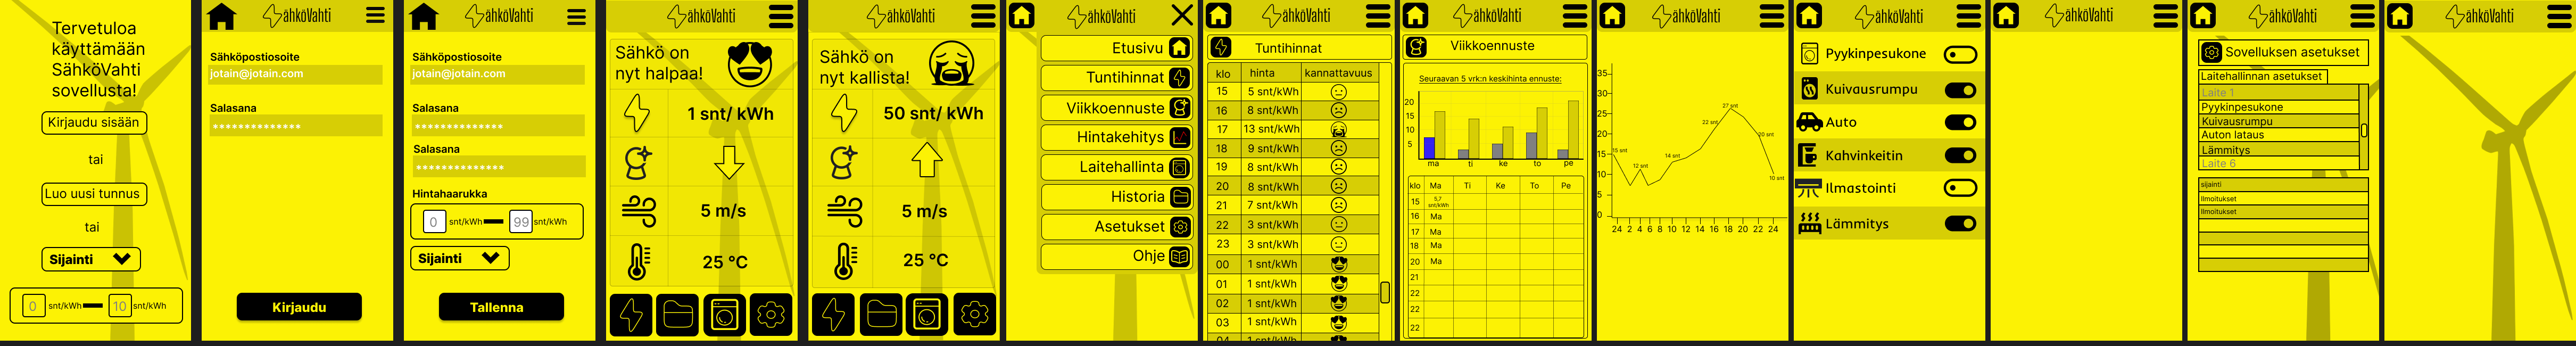 Tervetuloa
käyttämään
SähköVahti
sovellusta!
Kirjaudu sisään
tai
Luo uusi tunnus
tai
Sijainti
0 snt/kWh 10 snt/kWh
ähköVahti
Sähköpostiosoite
jotain@jotain.com
Salasana
**************
Kirjaudu
ähköVahti
Sähköpostiosoite
jotain@jotain.com
Salasana
**************
Salasana
**************
Hintahaarukka
0 snt/kWh 99 snt/kWh
Sijainti
Tallenna
ähköVahti
Sähkö on
nyt halpaa!
1 snt/ kWh
5 m/s
25 °C
ähköVahti
Sähkö on
nyt kallista!
50 snt/ kWh
5 m/s
25 °C
ähköVahti
Etusivu
Tuntihinnat
Viikkoennuste
Hintakehitys
Laitehallinta
Historia
Asetukset
Ohje
ähköVahti
Tuntihinnat
klo hinta kannattavuus
15 5 snt/kWh
16 8 snt/kWh
17 13 snt/kWh
18 9 snt/kWh
19 8 snt/kWh
20 8 snt/kWh
21 7 snt/kWh
22 3 snt/kWh
23 3 snt/kWh
00 1 snt/kWh
01 1 snt/kWh
02 1 snt/kWh
03 1 snt/kWh
04 1 snt/kWh
ähköVahti
Viikkoennuste
Seuraavan 5 vrk:n keskihinta ennuste:
20
15
10
5
ma ti ke to pe
klo Ma Ti Ke To Pe
15 5,7
snt/kWh
16 Ma
17 Ma
18 Ma
20 Ma
21
22
22
22
ähköVahti
35
30
25
20
15
10
5
0
15 snt
12 snt
14 snt
22 snt
27 snt
20 snt
10 snt
24 2 4 6 8 10 12 14 16 18 20 22 24
ähköVahti
Pyykinpesukone
Kuivausrumpu
Auto
Kahvinkeitin
Ilmastointi
Lämmitys
ähköVahti
ähköVahti
Sovelluksen asetukset
Laitehallinnan asetukset
Laite 1
Pyykinpesukone
Kuivausrumpu
Auton lataus
Lämmitys
Laite 6
sijainti
Ilmoitukset
Ilmoitukset
ähköVahti